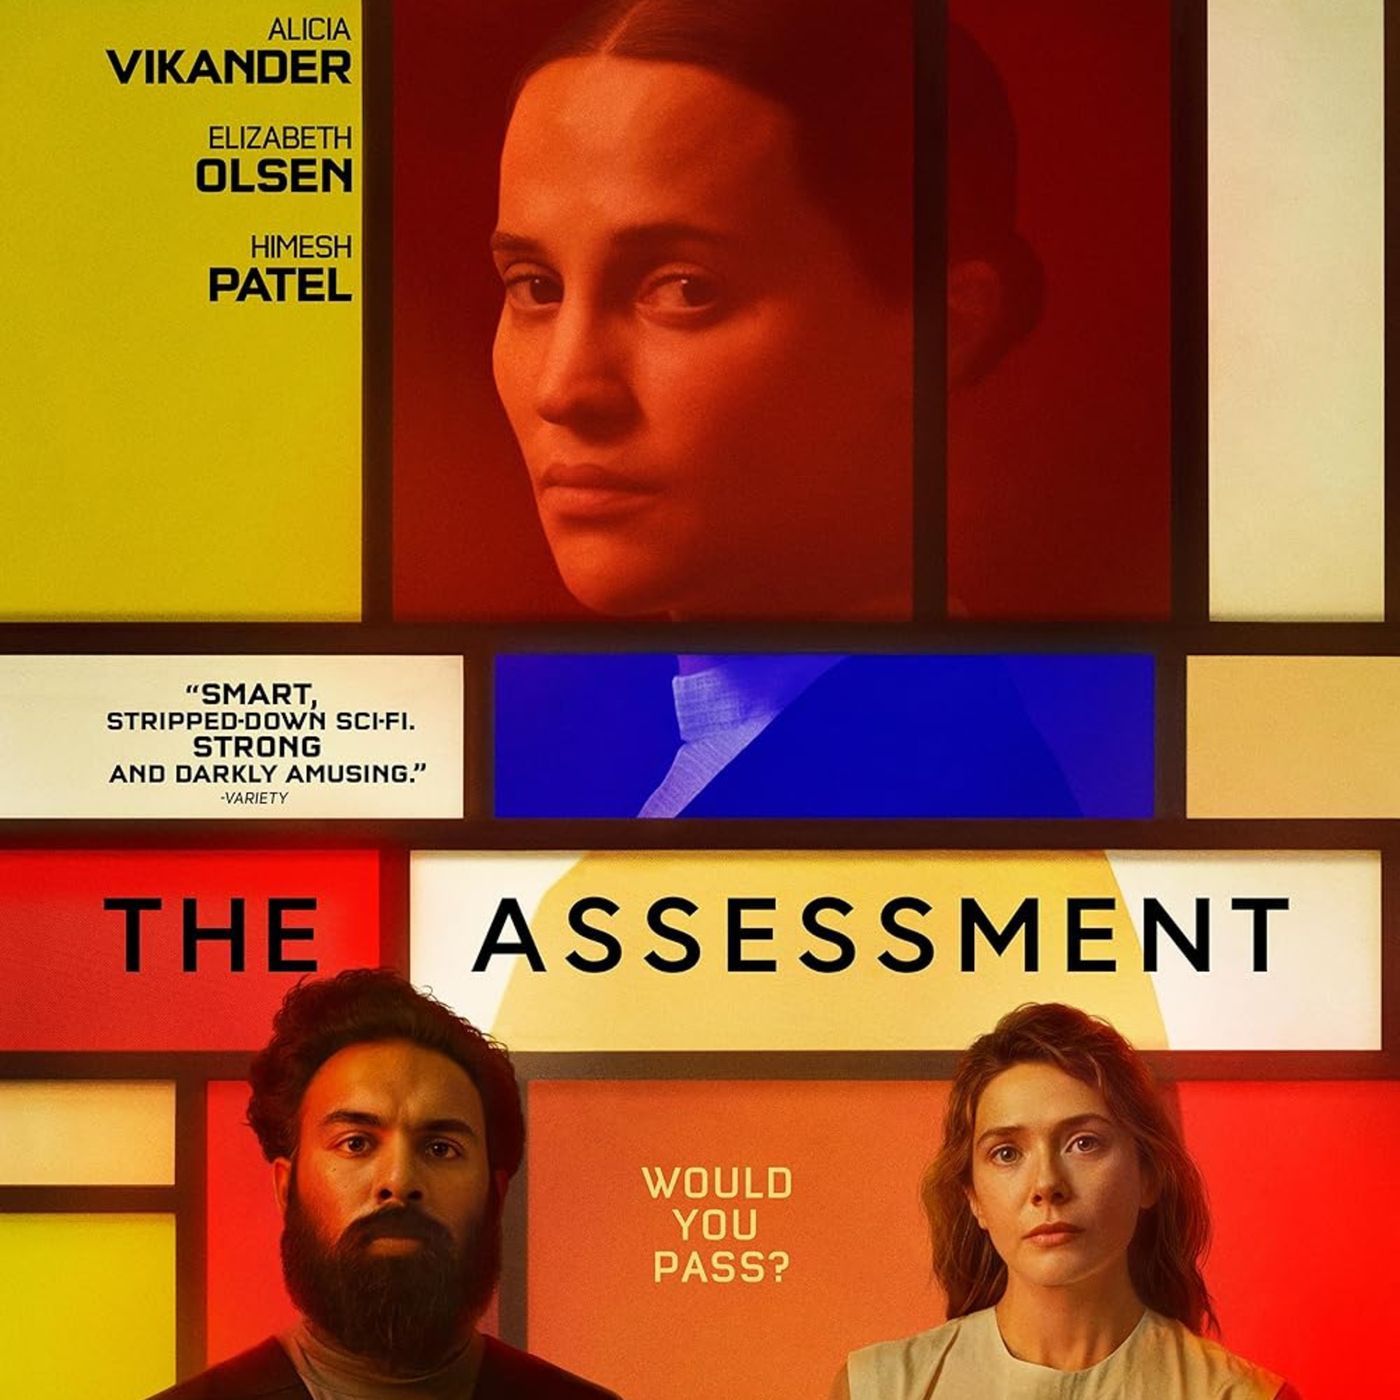 ALICIA
VIKANDER
ELIZABETH
OLSEN
HIMESH
PATEL
“SMART,
STRIPPED-DOWN SCI-FI.
STRONG
AND DARKLY AMUSING.”
-VARIETY
THE ASSESSMENT
WOULD
YOU
PASS?